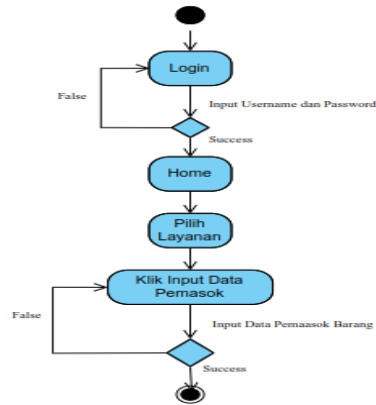 Login
False
Input Username dan Password
Success
Home
Pilih
Layanan
Klik Input Data
Pemasok
False
Input Data Pemaasok Barang
Success